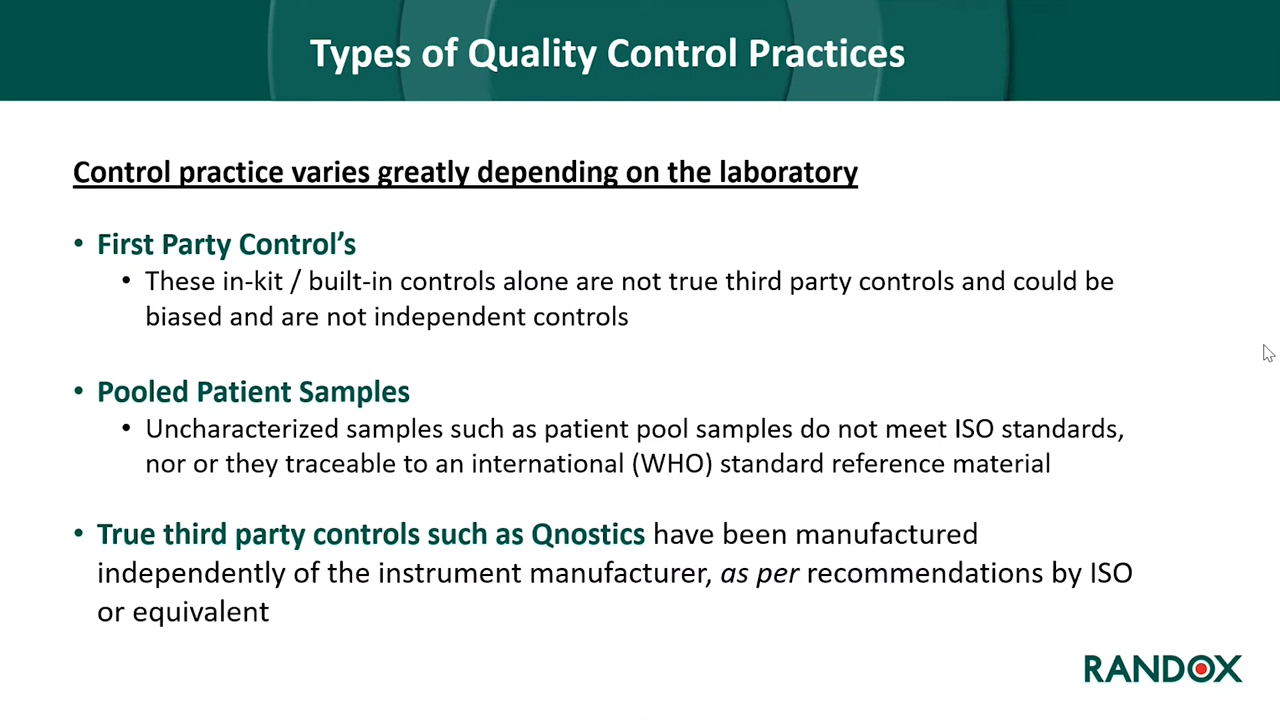 Types of Quality Control Practices
Control practice varies greatly depending on the laboratory
• First Party Control's
• These in-kit / built-in controls alone are not true third party controls and could be
biased and are not independent controls
• Pooled Patient Samples
• Uncharacterized samples such as patient pool samples do not meet ISO standards,
nor or they traceable to an international (WHO) standard reference material
• True third party controls such as Qnostics have been manufactured
independently of the instrument manufacturer, as per recommendations by ISO
or equivalent
RANDOX